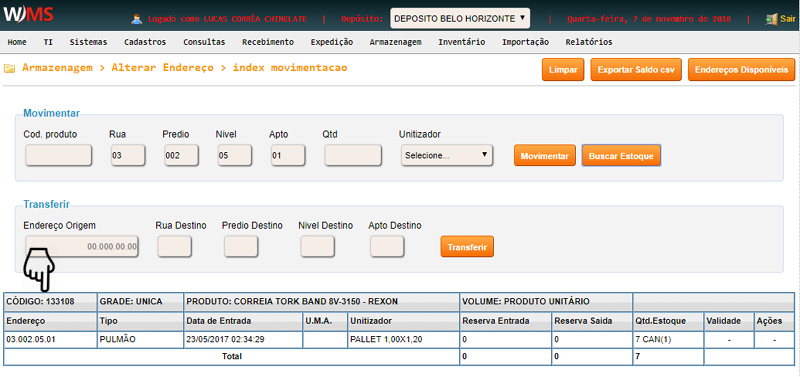 WMS
Logado como LUCAS CORRÊA CHINELATE | Depósito: DEPOSITO BELO HORIZONTE | Quarta-feira, 7 de novembro de 2018 | Sair
Home TI Sistemas Cadastros Consultas Recebimento Expedição Armazenagem Inventário Importação Relatórios
Armazenagem > Alterar Endereço > index movimentacao Limpar Exportar Saldo csv Endereços Disponíveis
Movimentar
Cod. produto Rua Predio Nivel Apto Qtd Unitizador
03 002 05 01 Selecione... Movimentar Buscar Estoque
Transferir
Endereço Origem Rua Destino Predio Destino Nivel Destino Apto Destino
00.000.00.00 Transferir
CÓDIGO: 133108 GRADE: UNICA PRODUTO: CORREIA TORK BAND 8V-3150 - REXON VOLUME: PRODUTO UNITÁRIO
Endereço Tipo Data de Entrada U.M.A. Unitizador Reserva Entrada Reserva Saida Qtd.Estoque Validade Ações
03.002.05.01 PULMÃO 23/05/2017 02:34:29 PALLET 1,00X1,20 0 0 7 CAN(1) - -
Total 0 0 7